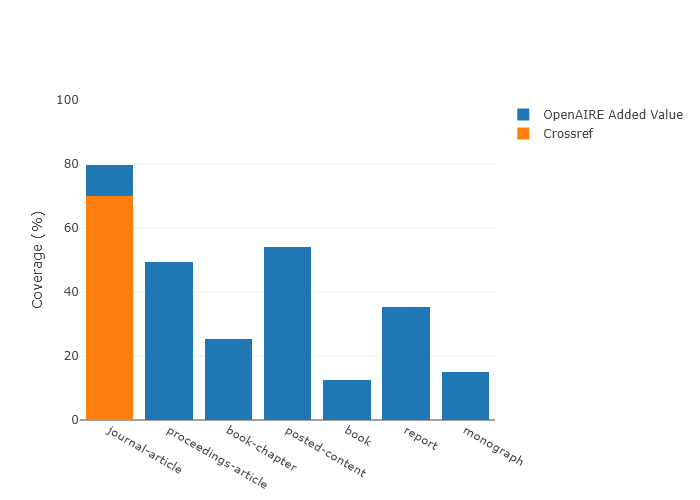 100
80
60
40
20
0
Coverage (%)
journal-article
proceedings-article
book-chapter
posted-content
book
report
monograph
OpenAIRE Added Value
Crossref